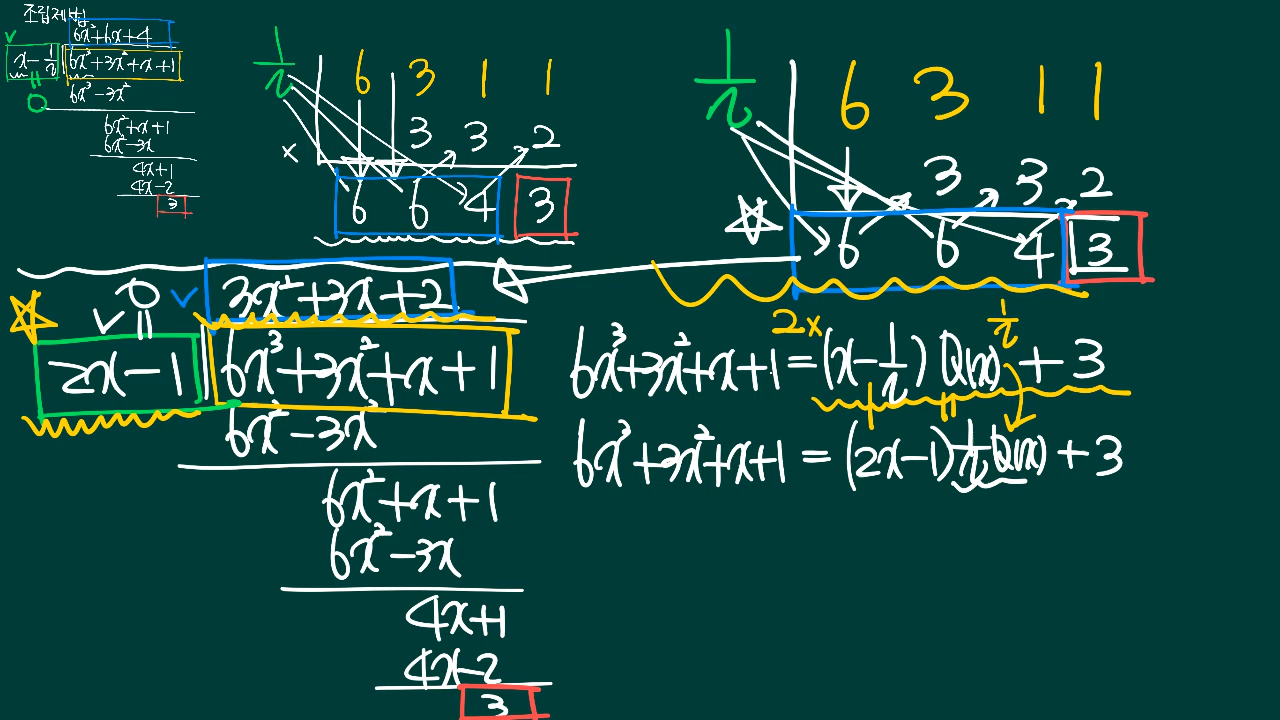 조립제법
6x²+6x+4
x-1/2 6x³+3x²+x+1
0
6x³-3x²
6x²+x+1
6x²-3x
4x+1
4x-2
3
1/2 6 3 1 1
3 3 2
×
6 6 4 3
1/2 6 3 1 1
3 3 2
6 6 4 3
0 3x²+3x+2
2x-1 6x³+3x²+x+1
6x²-3x²
6x²+x+1
6x²-3x
4x+1
4x-2
3
2× 1/2
6x³+3x²+x+1=(x-1/2)Q(x)+3
6x³+3x²+x+1=(2x-1)1/2Q(x)+3